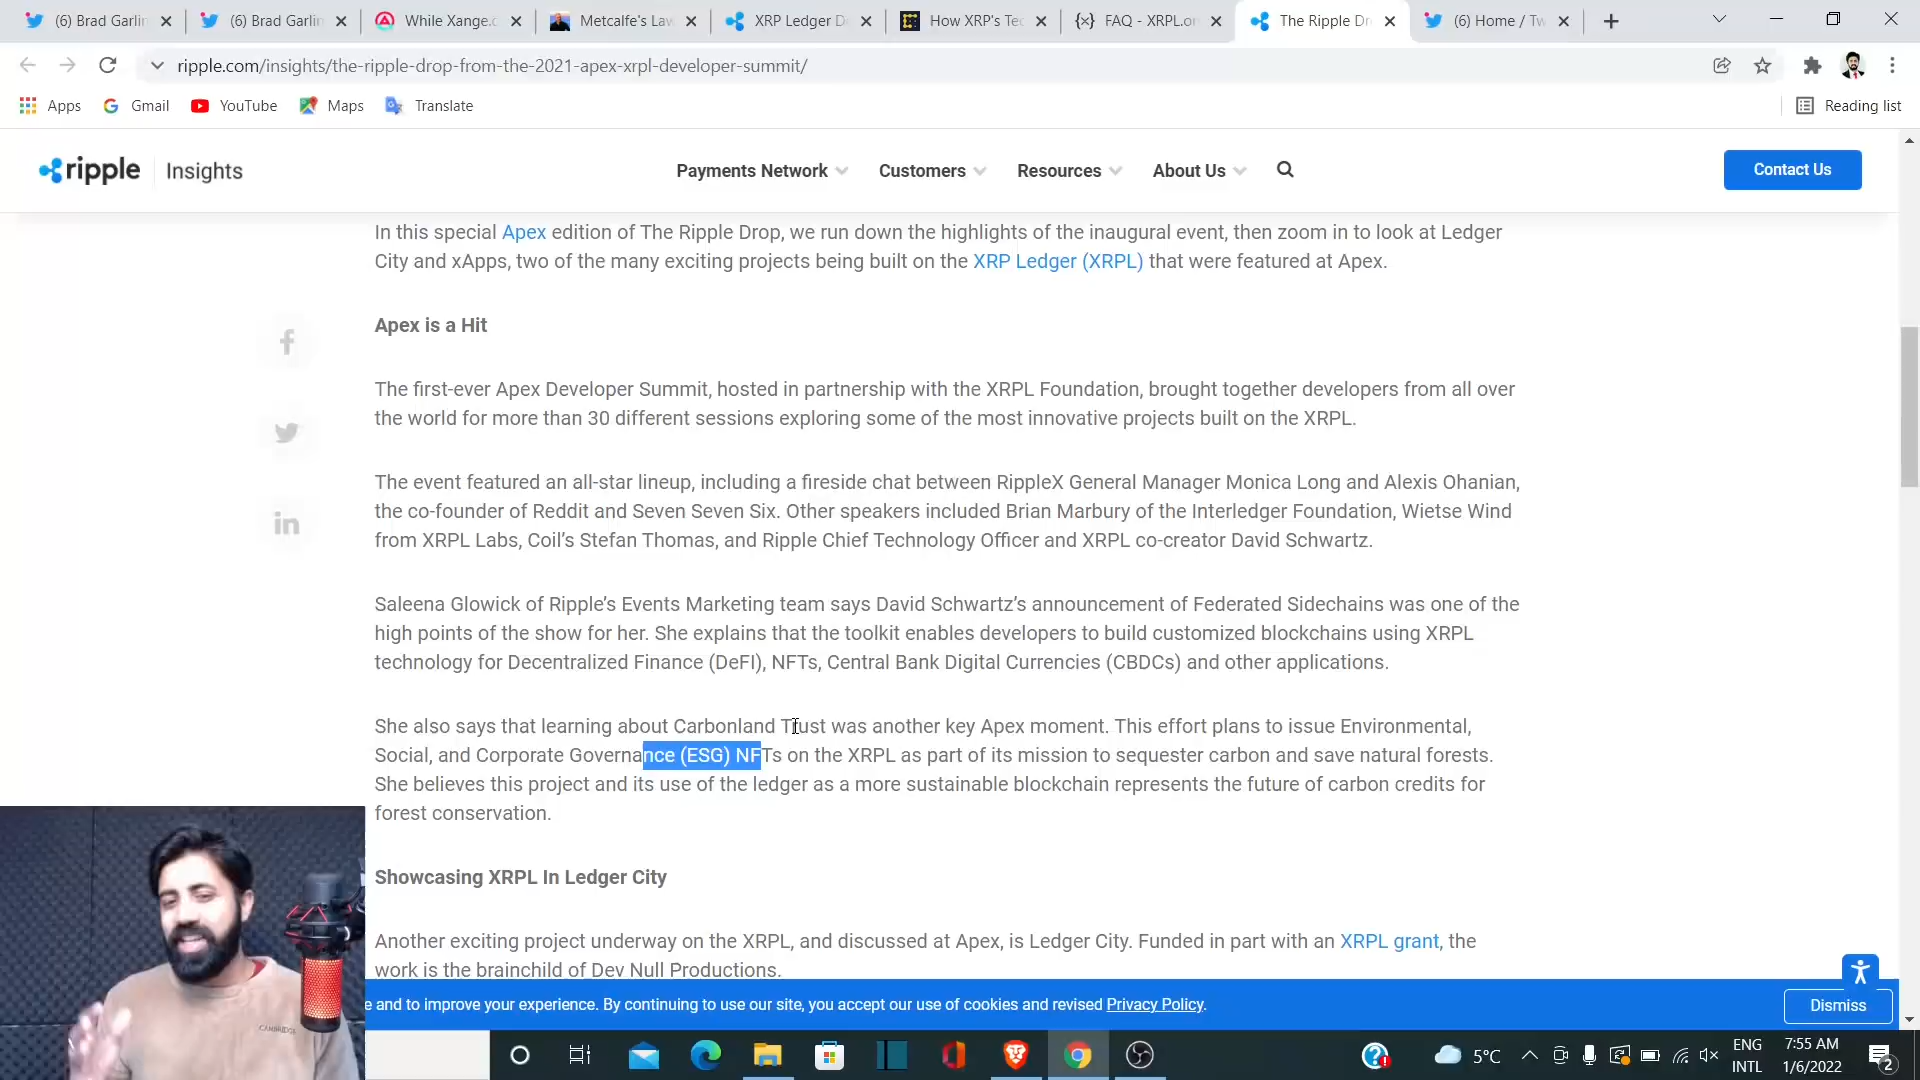 (6) Brad Garlin
(6) Brad Garlin
While Xange.c
Metcalfe's Law
XRP Ledger De
How XRP's Tec
FAQ - XRPL.or
The Ripple Dr
(6) Home / Tw
ripple.com/insights/the-ripple-drop-from-the-2021-apex-xrpl-developer-summit/
Apps
Gmail
YouTube
Maps
Translate
Reading list
ripple
Insights
Payments Network
Customers
Resources
About Us
Contact Us
In this special Apex edition of The Ripple Drop, we run down the highlights of the inaugural event, then zoom in to look at Ledger
City and xApps, two of the many exciting projects being built on the XRP Ledger (XRPL) that were featured at Apex.
Apex is a Hit
The first-ever Apex Developer Summit, hosted in partnership with the XRPL Foundation, brought together developers from all over
the world for more than 30 different sessions exploring some of the most innovative projects built on the XRPL.
The event featured an all-star lineup, including a fireside chat between RippleX General Manager Monica Long and Alexis Ohanian,
the co-founder of Reddit and Seven Seven Six. Other speakers included Brian Marbury of the Interledger Foundation, Wietse Wind
from XRPL Labs, Coil’s Stefan Thomas, and Ripple Chief Technology Officer and XRPL co-creator David Schwartz.
Saleena Glowick of Ripple’s Events Marketing team says David Schwartz’s announcement of Federated Sidechains was one of the
high points of the show for her. She explains that the toolkit enables developers to build customized blockchains using XRPL
technology for Decentralized Finance (DeFI), NFTs, Central Bank Digital Currencies (CBDCs) and other applications.
She also says that learning about Carbonland Trust was another key Apex moment. This effort plans to issue Environmental,
Social, and Corporate Governance (ESG) NFTs on the XRPL as part of its mission to sequester carbon and save natural forests.
She believes this project and its use of the ledger as a more sustainable blockchain represents the future of carbon credits for
forest conservation.
Showcasing XRPL In Ledger City
Another exciting project underway on the XRPL, and discussed at Apex, is Ledger City. Funded in part with an XRPL grant, the
work is the brainchild of Dev Null Productions.
e and to improve your experience. By continuing to use our site, you accept our use of cookies and revised Privacy Policy.
Dismiss
5°C
ENG
INTL
7:55 AM
1/6/2022
2